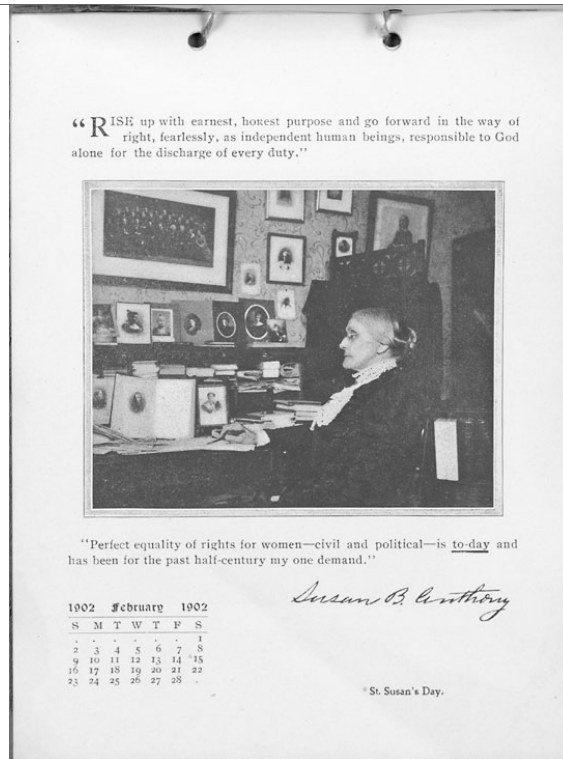 “RISE up with earnest, honest purpose and go forward in the way of
right, fearlessly, as independent human beings, responsible to God
alone for the discharge of every duty.”
“Perfect equality of rights for women—civil and political—is to-day and
has been for the past half-century my one demand.”
Susan B. Anthony
1902 February 1902
S M T W T F S
. . . . . . 1
2 3 4 5 6 7 8
9 10 11 12 13 14 *15
16 17 18 19 20 21 22
23 24 25 26 27 28 .
*St. Susan's Day.